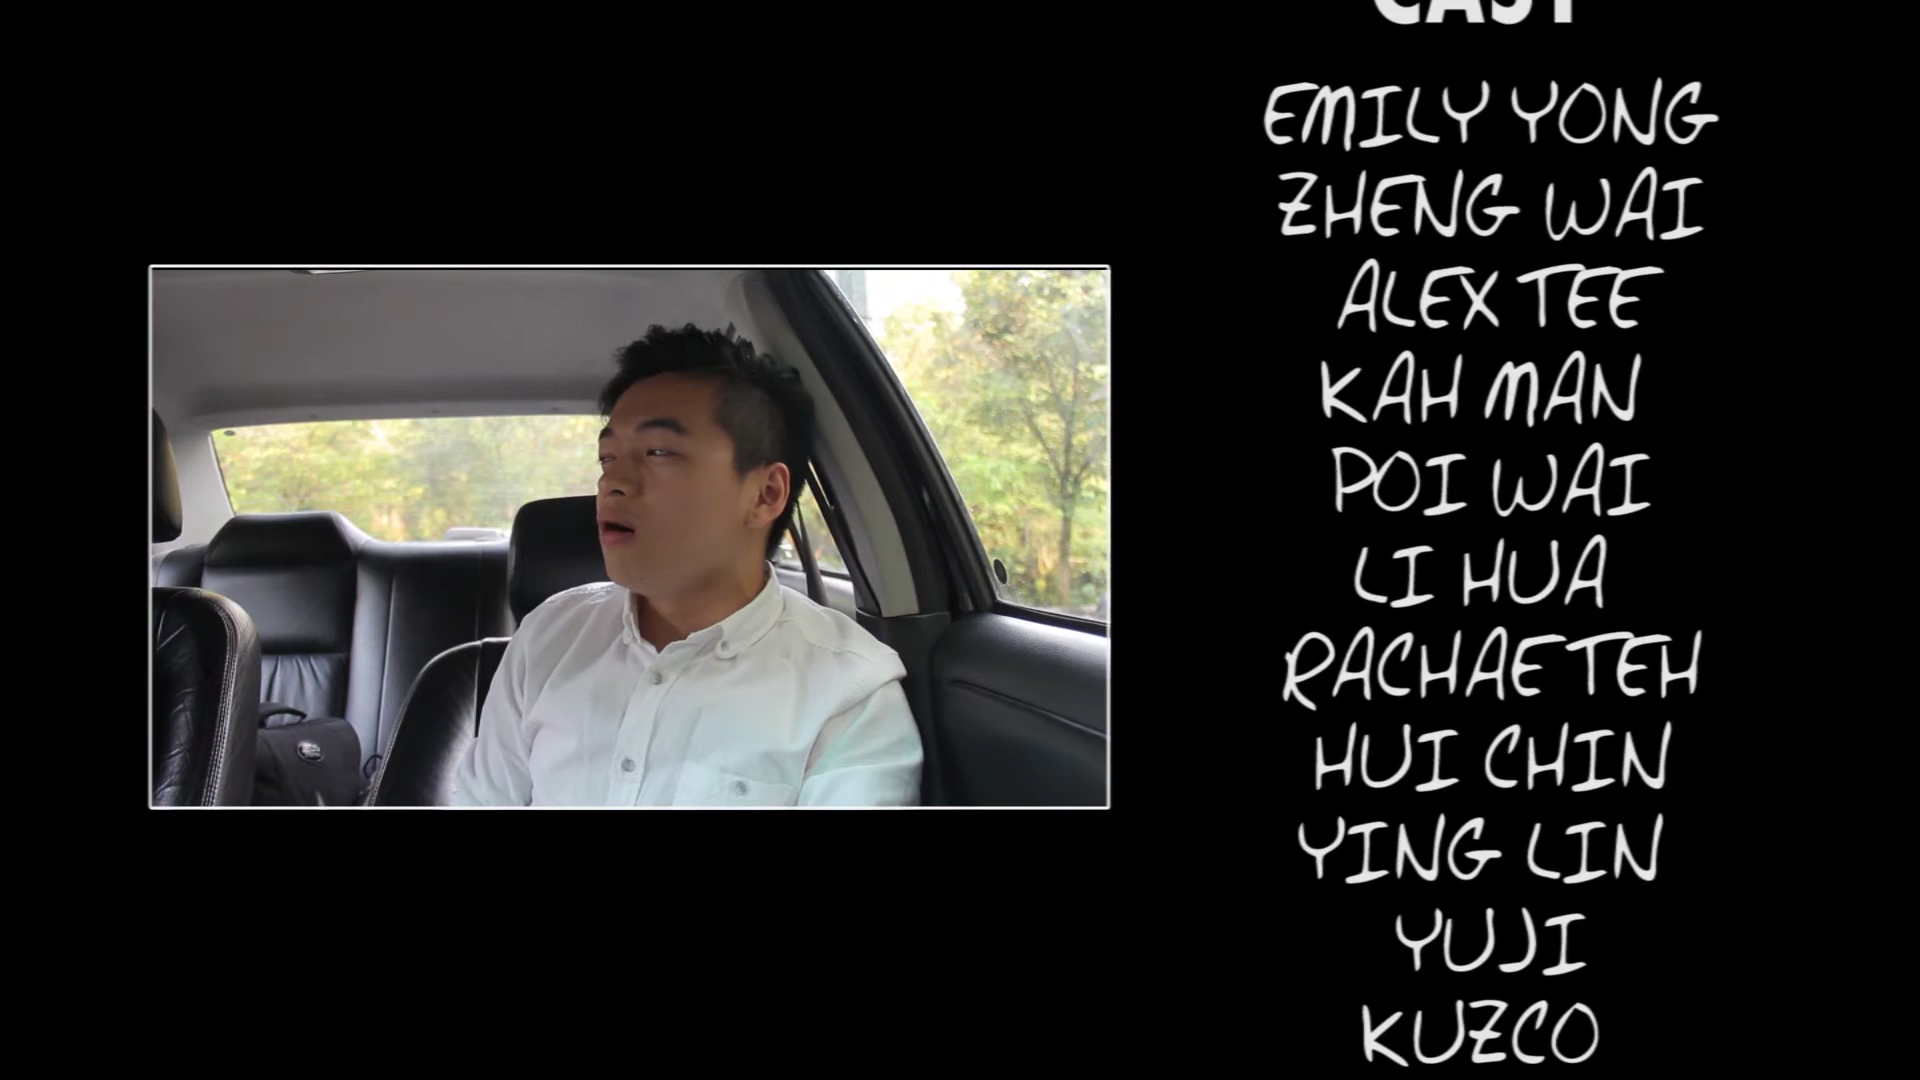 CAST
EMILY YONG
ZHENG WAI
ALEX TEE
KAH MAN
POI WAI
LI HUA
RACHAE TEH
HUI CHIN
YING LIN
YUJI
KUZCO